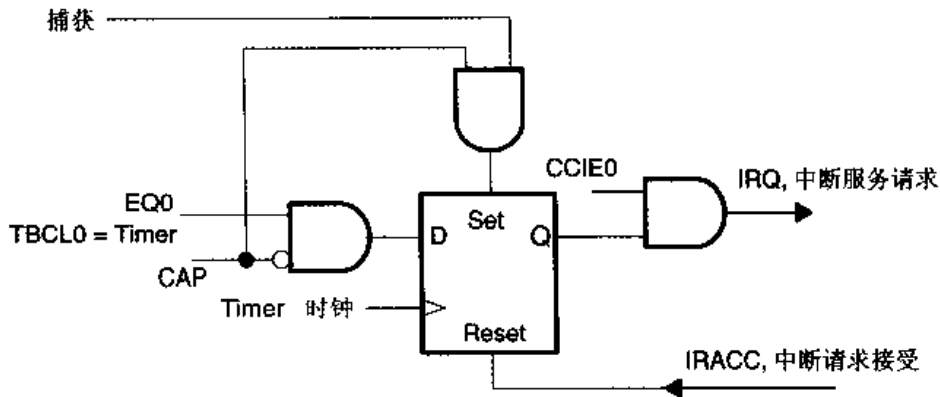 捕获
CCIE0
IRQ, 中断服务请求
EQ0
Set
TBCL0 = Timer
D
Q
CAP
Timer 时钟
Reset
IRACC, 中断请求接受